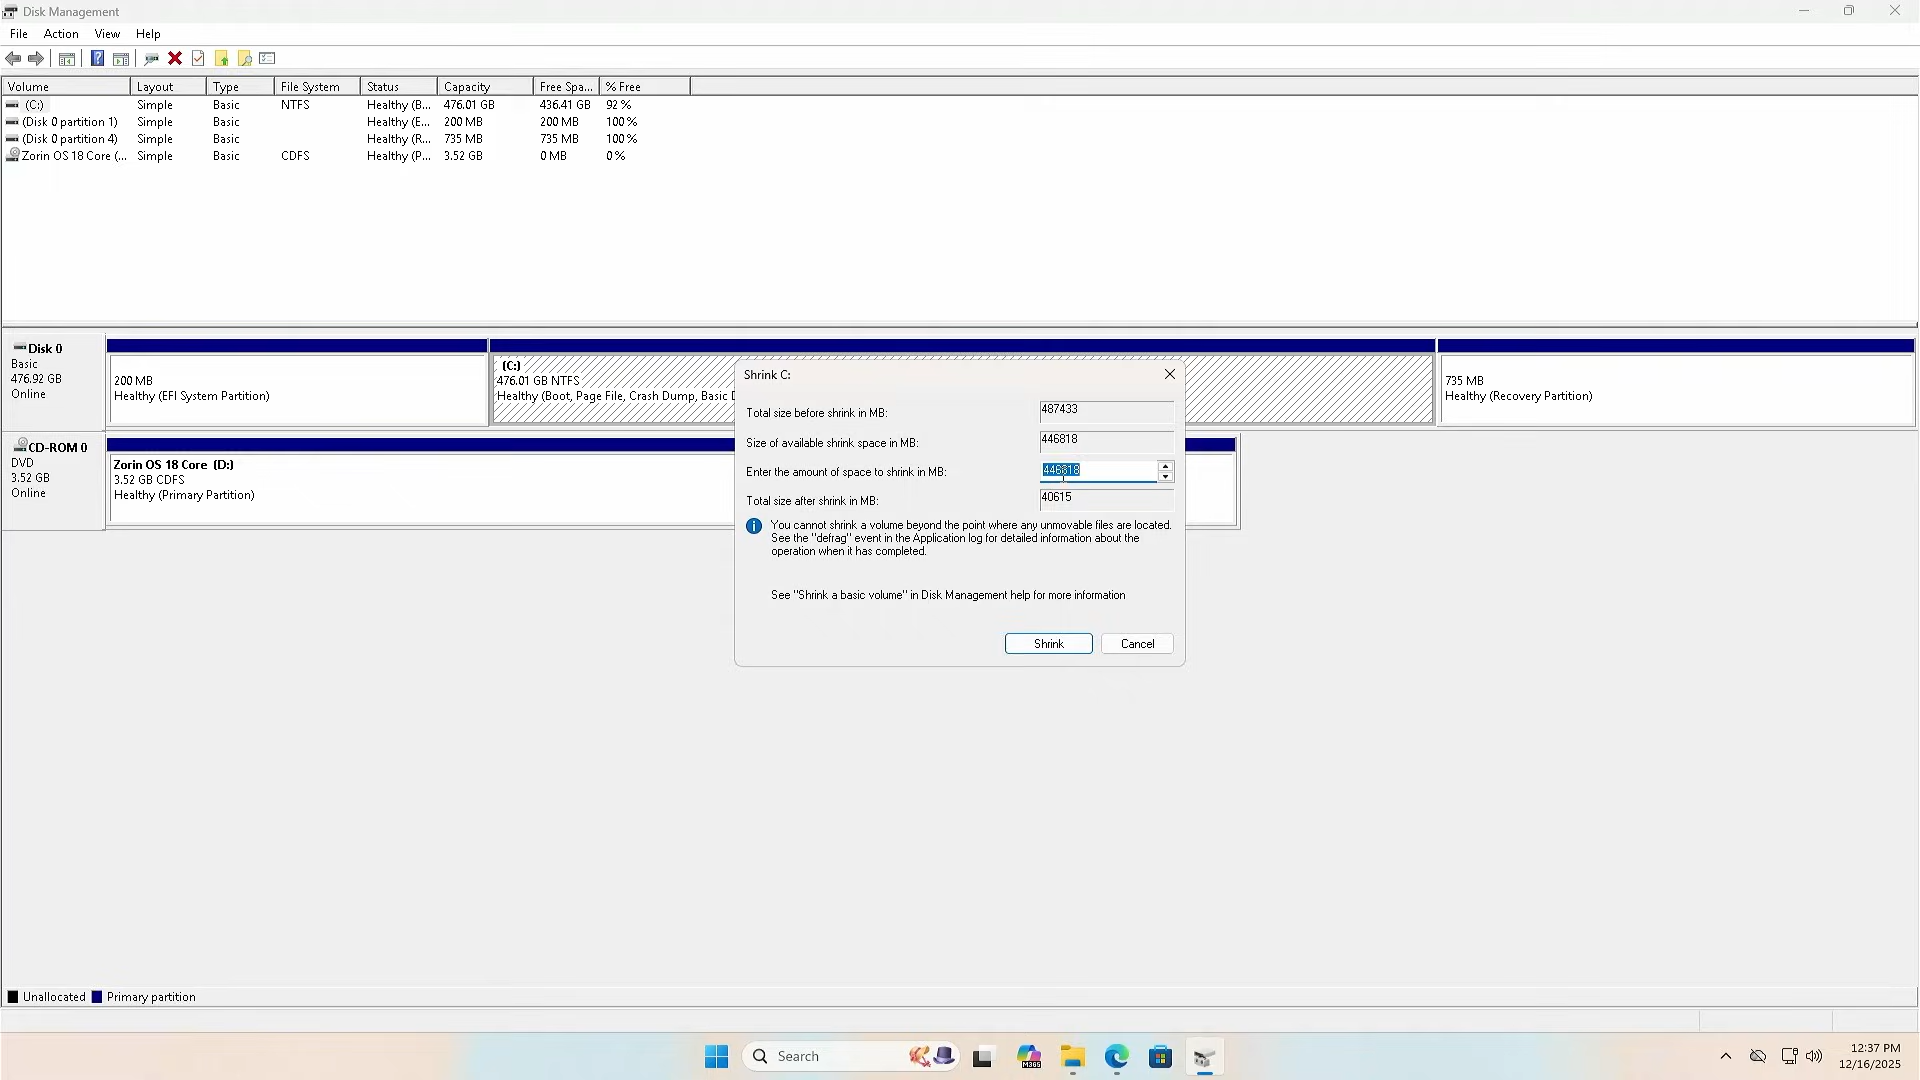 Disk Management
File Action View Help
Volume Layout Type File System Status Capacity Free Spa... % Free
(C:) Simple Basic NTFS Healthy (B... 476.01 GB 436.41 GB 92 %
(Disk 0 partition 1) Simple Basic Healthy (E... 200 MB 200 MB 100 %
(Disk 0 partition 4) Simple Basic Healthy (R... 735 MB 735 MB 100 %
Zorin OS 18 Core (... Simple Basic CDFS Healthy (P... 3.52 GB 0 MB 0 %
Disk 0
Basic
476.92 GB
Online
200 MB
Healthy (EFI System Partition)
(C:)
476.01 GB NTFS
Healthy (Boot, Page File, Crash Dump, Basic D
735 MB
Healthy (Recovery Partition)
CD-ROM 0
DVD
3.52 GB
Online
Zorin OS 18 Core (D:)
3.52 GB CDFS
Healthy (Primary Partition)
Shrink C:
Total size before shrink in MB: 487433
Size of available shrink space in MB: 446818
Enter the amount of space to shrink in MB: 446818
Total size after shrink in MB: 40615
You cannot shrink a volume beyond the point where any unmovable files are located.
See the "defrag" event in the Application log for detailed information about the
operation when it has completed.
See "Shrink a basic volume" in Disk Management help for more information
Shrink Cancel
Unallocated Primary partition
Search
M365
12:37 PM
12/16/2025